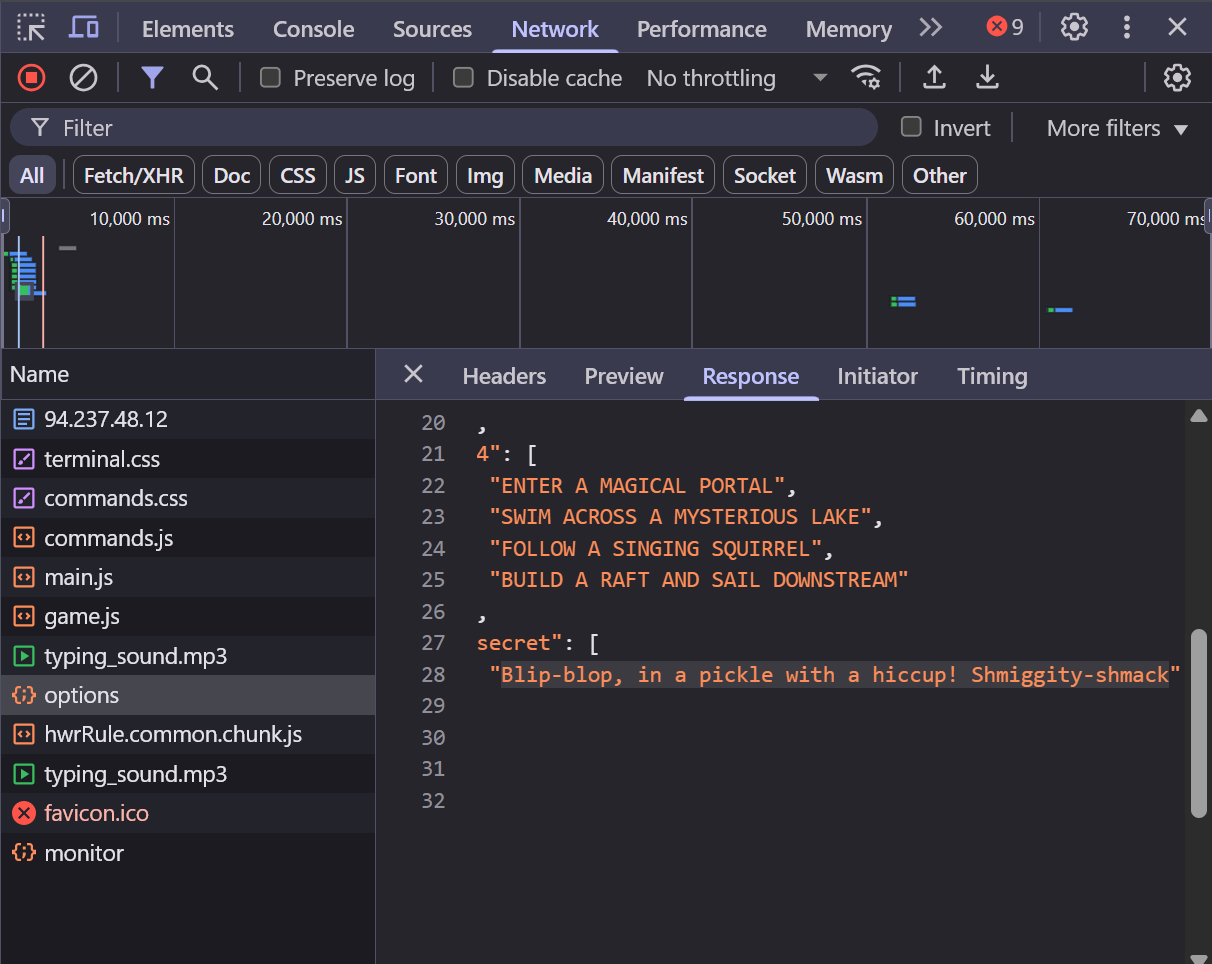 Elements Console Sources Network Performance Memory 9
Preserve log Disable cache No throttling
Filter Invert More filters
All Fetch/XHR Doc CSS JS Font Img Media Manifest Socket Wasm Other
10,000 ms 20,000 ms 30,000 ms 40,000 ms 50,000 ms 60,000 ms 70,000 ms
Name
94.237.48.12
terminal.css
commands.css
commands.js
main.js
game.js
typing_sound.mp3
options
hwrRule.common.chunk.js
typing_sound.mp3
favicon.ico
monitor
Headers Preview Response Initiator Timing
20 ,
21 4": [
22 "ENTER A MAGICAL PORTAL",
23 "SWIM ACROSS A MYSTERIOUS LAKE",
24 "FOLLOW A SINGING SQUIRREL",
25 "BUILD A RAFT AND SAIL DOWNSTREAM"
26 ,
27 secret": [
28 "Blip-blop, in a pickle with a hiccup! Shmiggity-shmack"
29
30
31
32